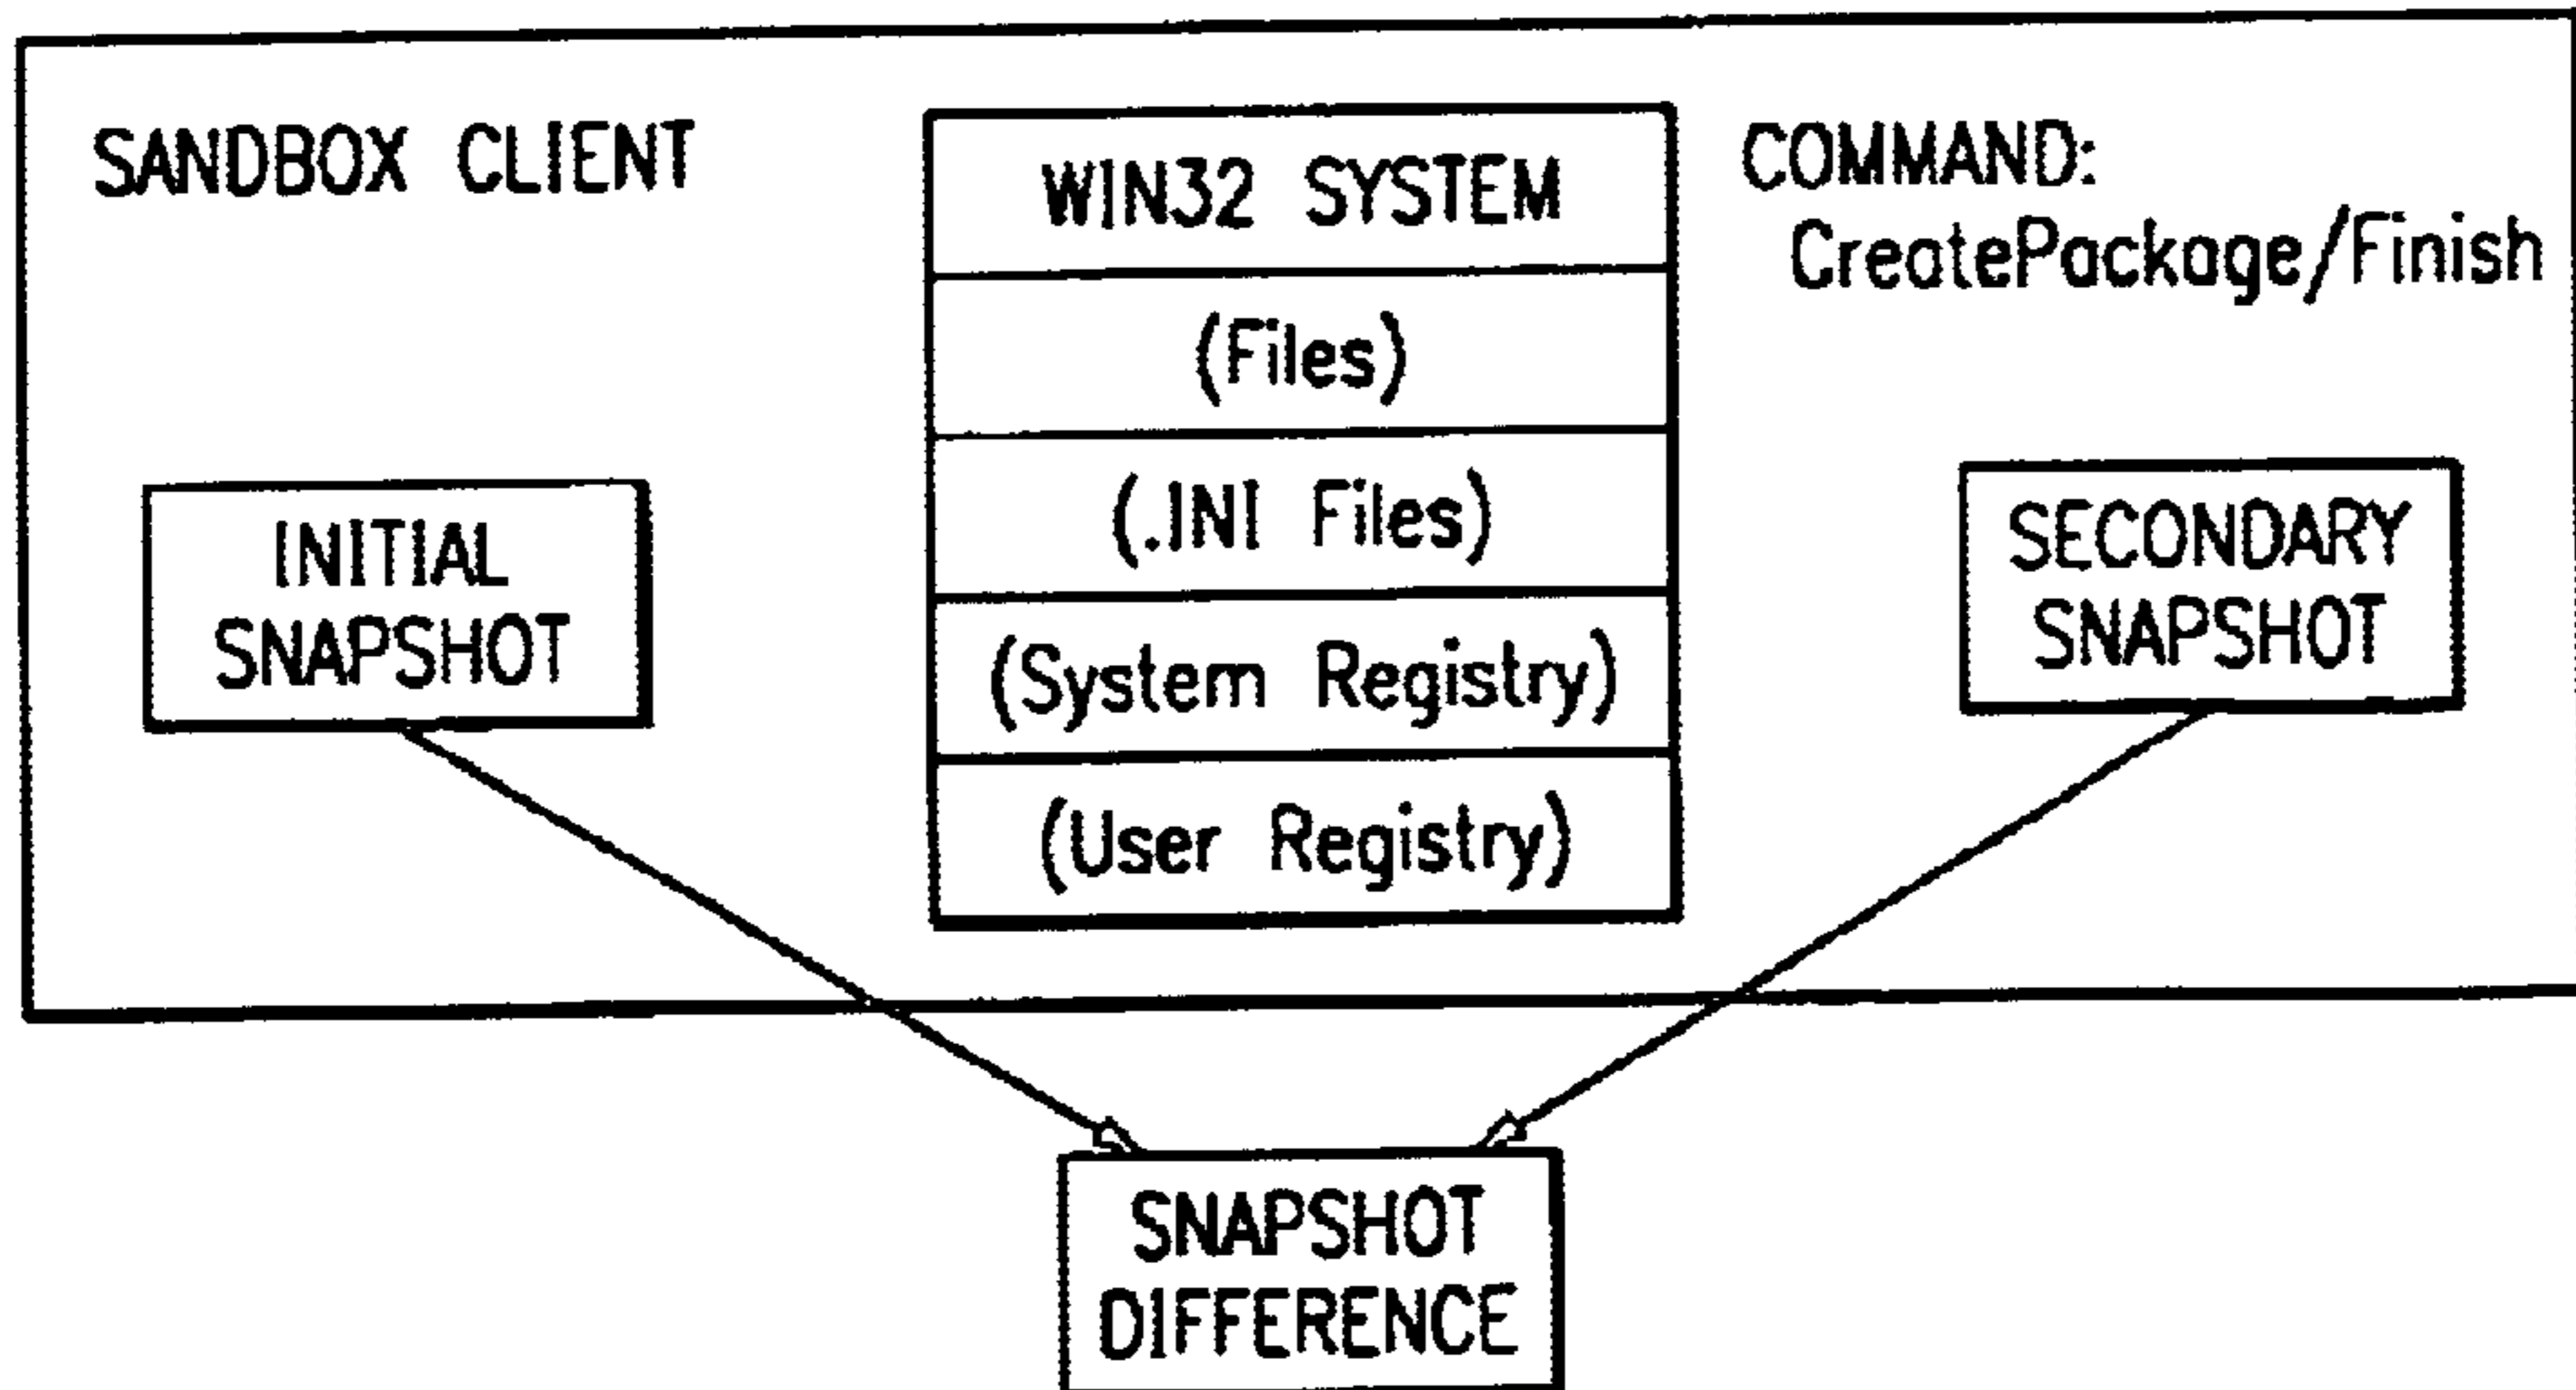 SANDBOX CLIENT
WIN32 SYSTEM
(Files)
(.INI Files)
(System Registry)
(User Registry)
COMMAND:
CreatePackage/Finish
INITIAL
SNAPSHOT
SECONDARY
SNAPSHOT
SNAPSHOT
DIFFERENCE